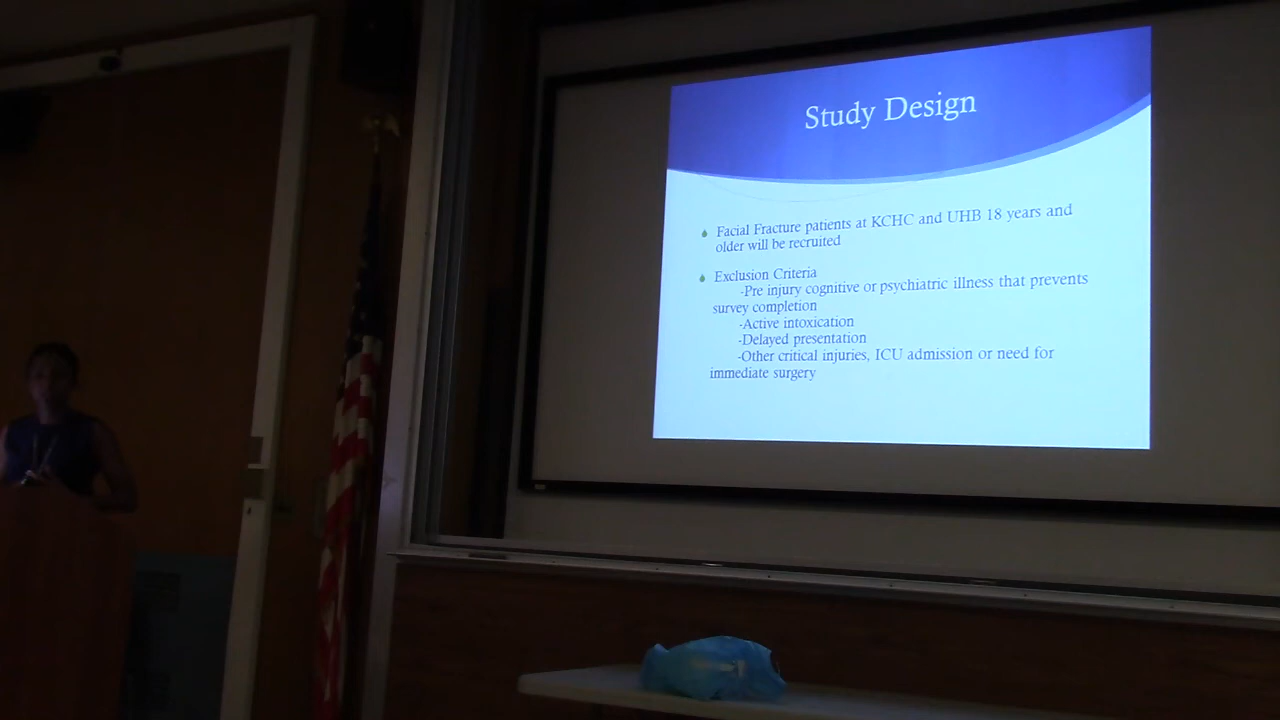 Study Design
Facial Fracture patients at KCHC and UHB 18 years and
older will be recruited
Exclusion Criteria
-Pre injury cognitive or psychiatric illness that prevents
survey completion
-Active intoxication
-Delayed presentation
-Other critical injuries, ICU admission or need for
immediate surgery